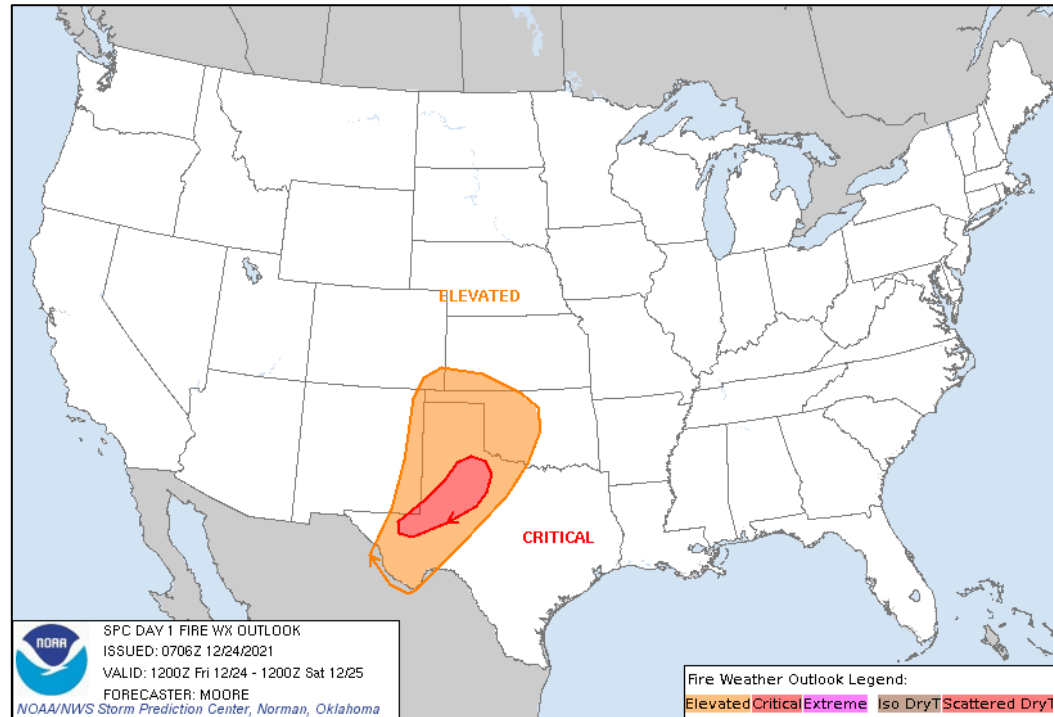 ELEVATED
CRITICAL
NOAA
SPC DAY 1 FIRE WX OUTLOOK
ISSUED: 0706Z 12/24/2021
VALID: 1200Z Fri 12/24 - 1200Z Sat 12/25
FORECASTER: MOORE
NOAA/NWS Storm Prediction Center, Norman, Oklahoma
Fire Weather Outlook Legend:
Elevated Critical Extreme Iso DryT Scattered DryT